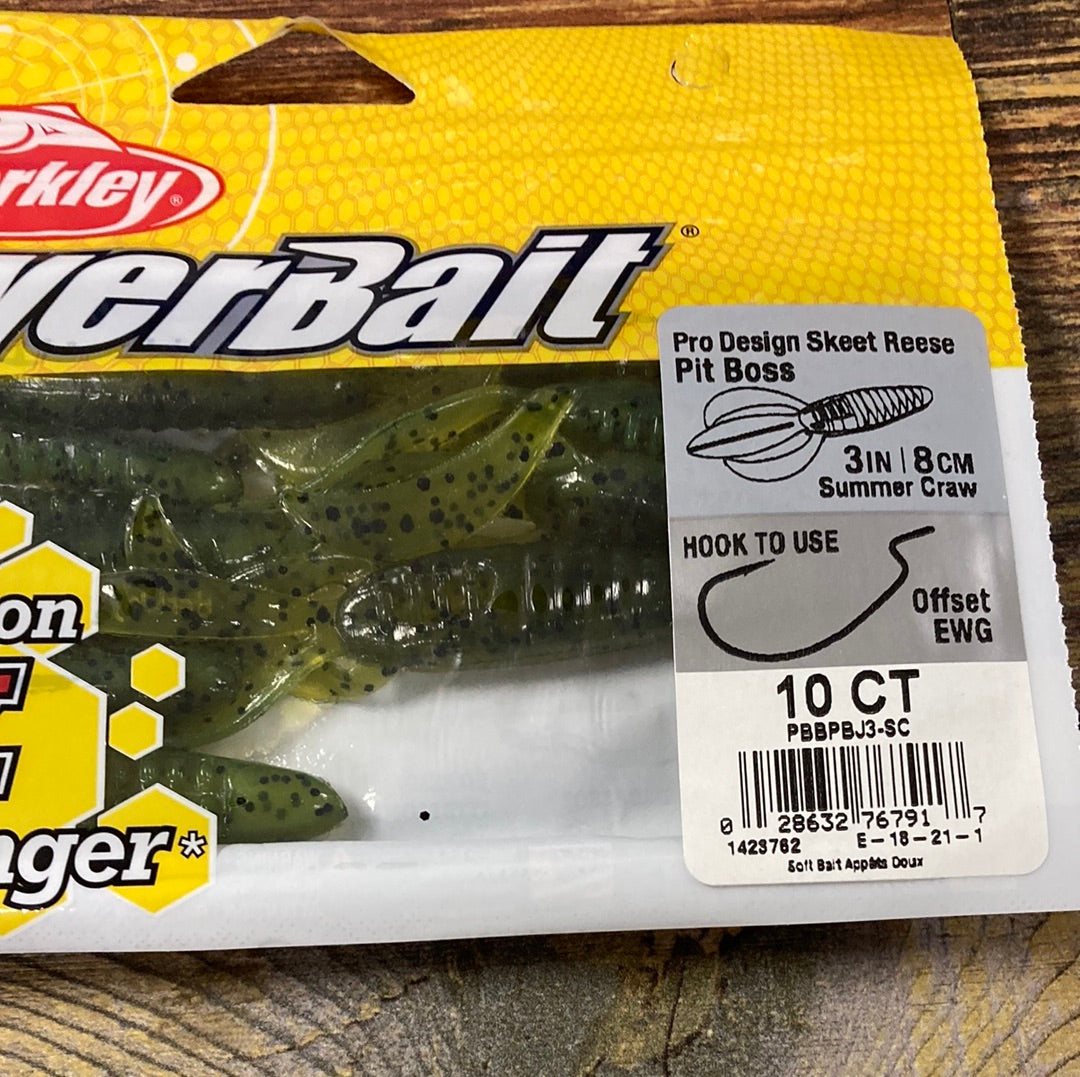 rkley®
verBait®
Pro Design Skeet Reese
Pit Boss
3IN | 8CM
Summer Craw
HOOK TO USE
Offset
EWG
on
nger*
10 CT
PBBPBJ3-SC
0 28632 76791 7
1423762 E-18-21-1
Soft Bait Appâts Doux